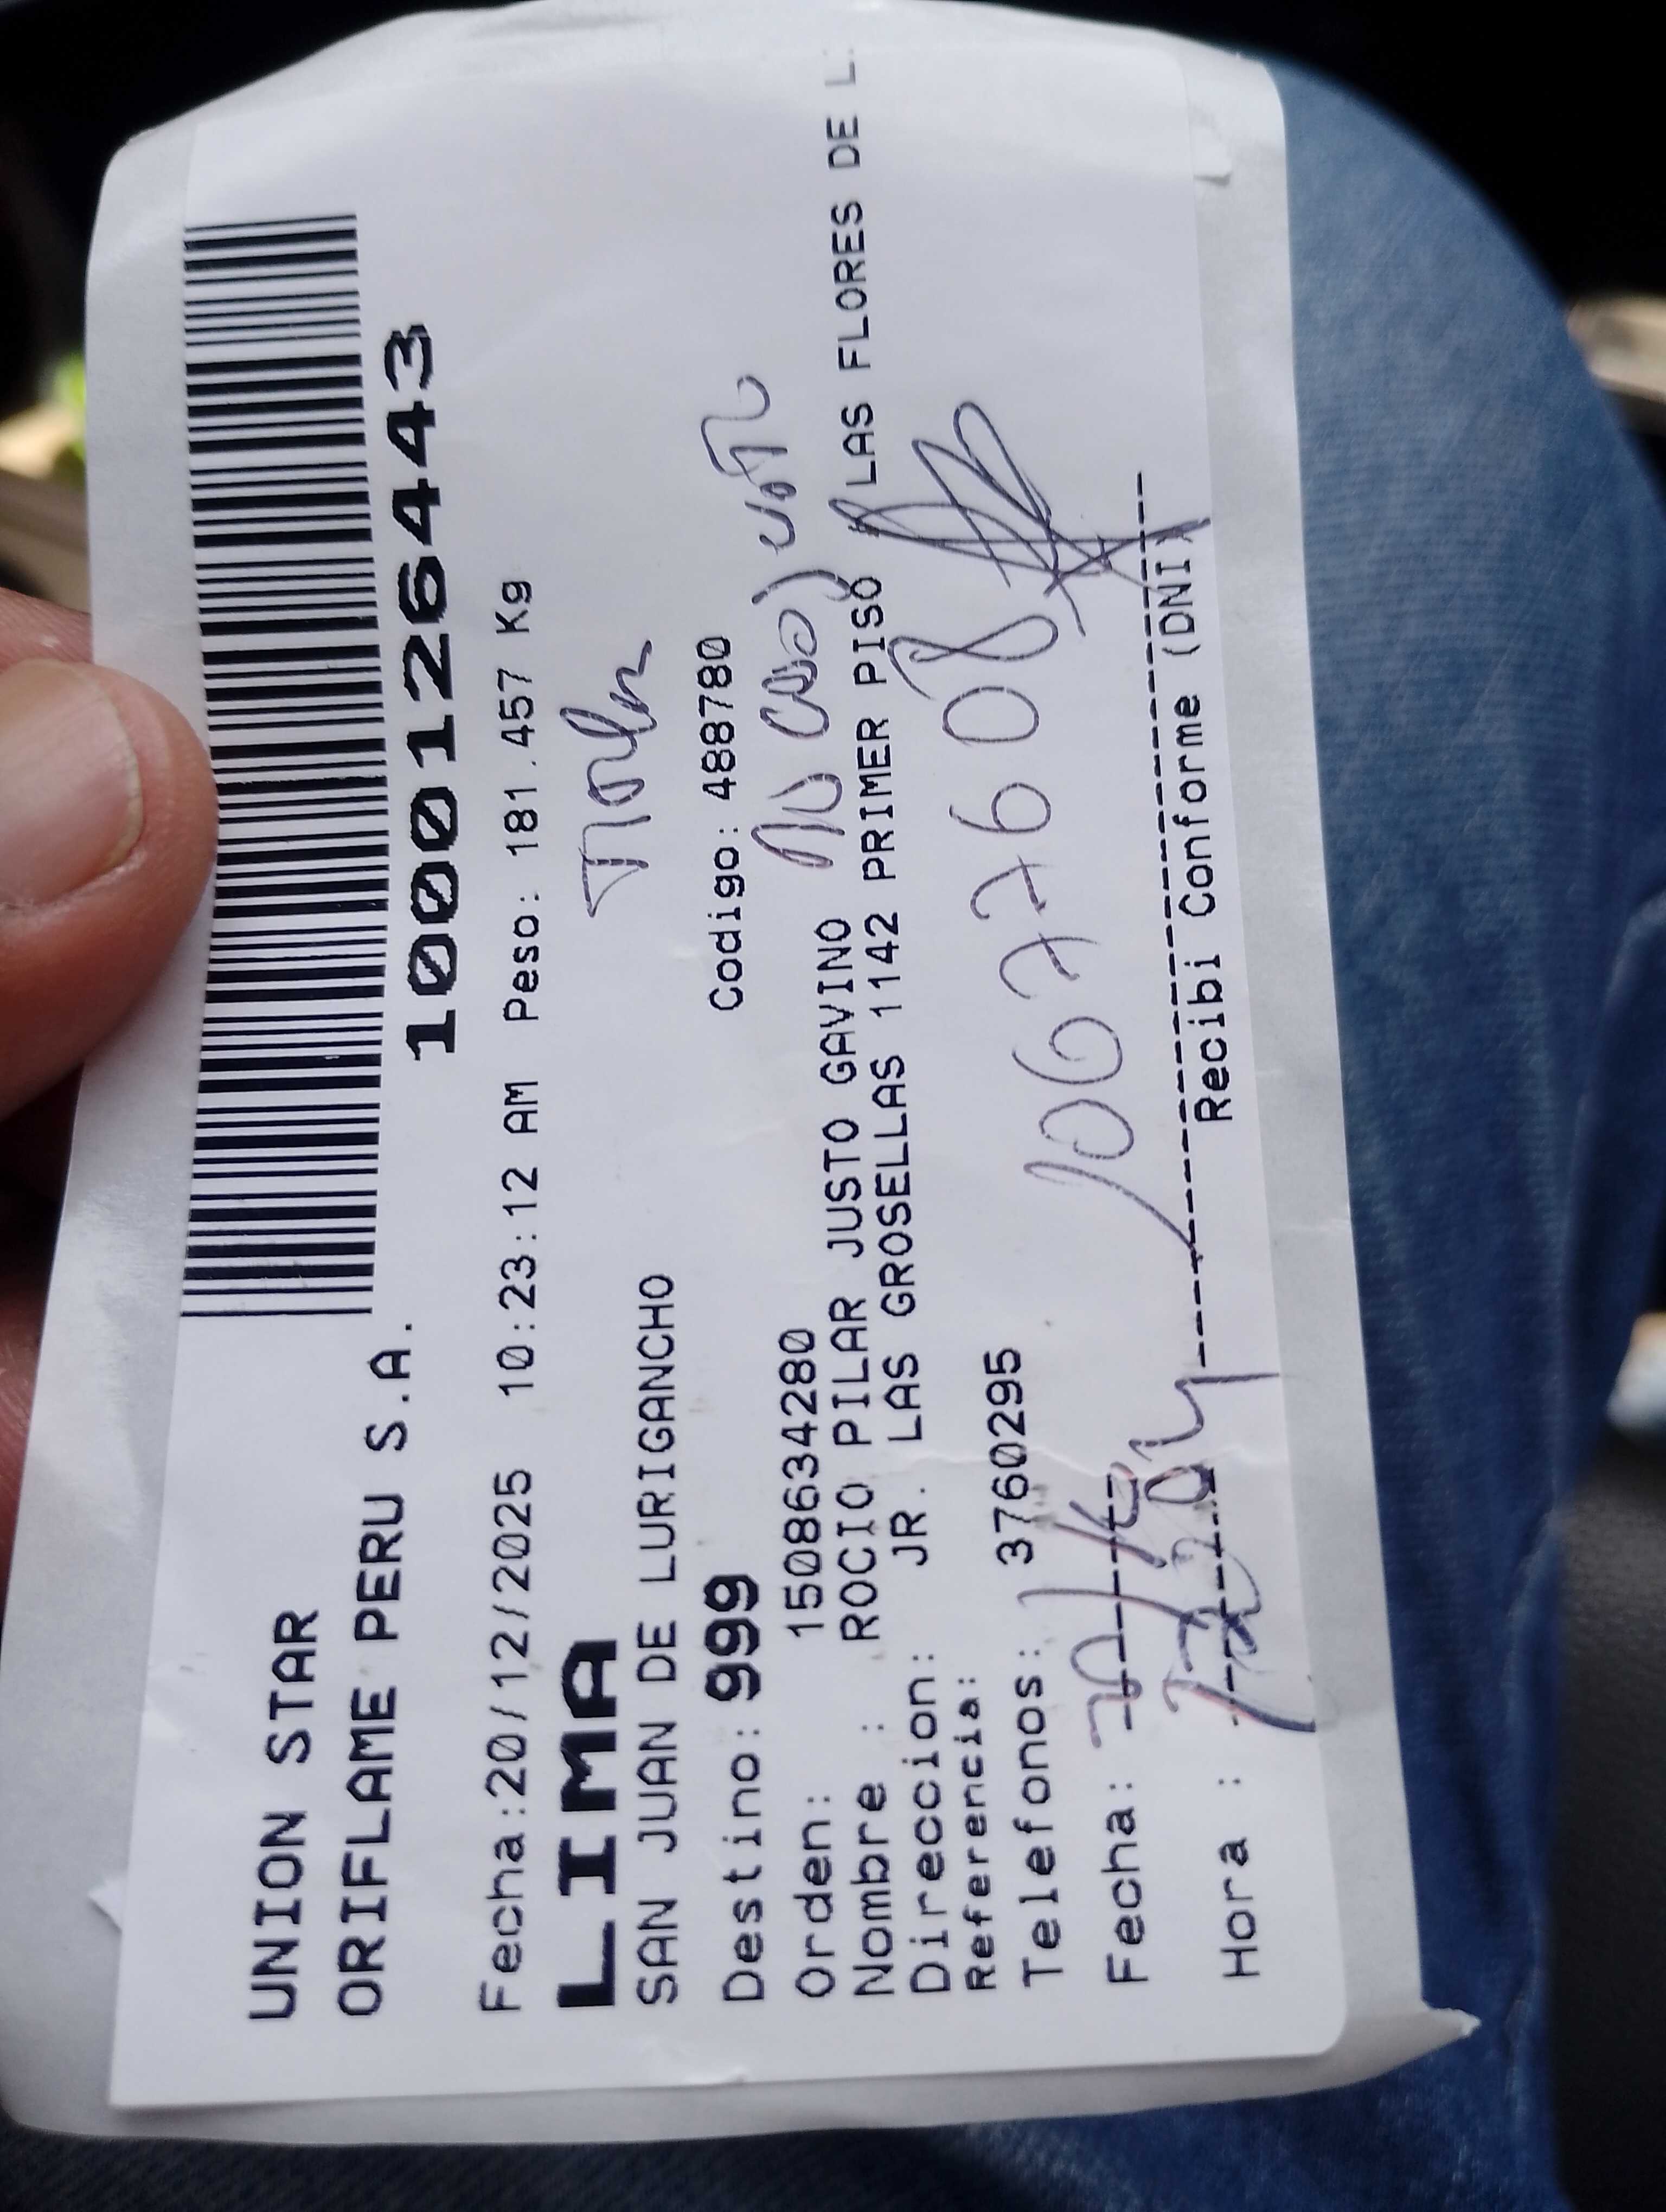 UNION STAR
ORIFLAME PERU S.A.
1000126443
Fecha:20/12/2025 10:23:12 AM Peso: 181.457 Kg
LIMA
SAN JUAN DE LURIGANCHO
Destino: 999 Codigo: 488780
Orden: 1508634280
Nombre : ROCIO PILAR JUSTO GAVINO
Direccion: JR. LAS GROSELLAS 1142 PRIMER PISO LAS FLORES DE L
Referencia:
Telefonos: 3760295
10677608
Fecha:
Hora :
Recibi Conforme (DNI)